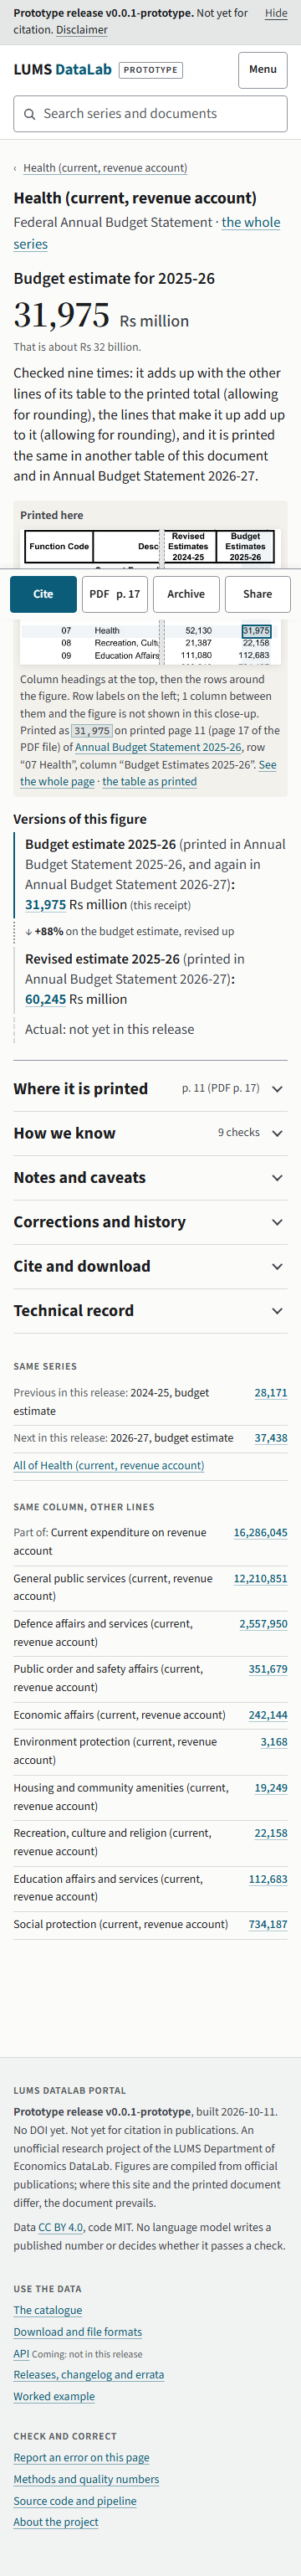 Prototype release v0.0.1-prototype. Not yet for citation. Disclaimer
Hide
LUMS DataLab PROTOTYPE
Menu
Search series and documents
‹ Health (current, revenue account)
Health (current, revenue account)
Federal Annual Budget Statement · the whole
series
Budget estimate for 2025-26
31,975 Rs million
That is about Rs 32 billion.
Checked nine times: it adds up with the other
lines of its table to the printed total (allowing
for rounding), the lines that make it up add up
to it (allowing for rounding), and it is printed
the same in another table of this document
and in Annual Budget Statement 2026-27.
Printed here
Function Code Desc Revised Estimates 2024-25 Budget Estimates 2025-26
Cite
PDF p. 17
Archive
Share
07 Health 52,130 31,975
08 Recreation, Cult 21,387 22,158
09 Education Affairs 111,080 112,683
Column headings at the top, then the rows around
the figure. Row labels on the left; 1 column between
them and the figure is not shown in this close-up.
Printed as 31,975 on printed page 11 (page 17 of the
PDF file) of Annual Budget Statement 2025-26, row
“07 Health”, column “Budget Estimates 2025-26”. See
the whole page · the table as printed
Versions of this figure
Budget estimate 2025-26 (printed in Annual
Budget Statement 2025-26, and again in
Annual Budget Statement 2026-27):
31,975 Rs million (this receipt)
↓ +88% on the budget estimate, revised up
Revised estimate 2025-26 (printed in
Annual Budget Statement 2026-27):
60,245 Rs million
Actual: not yet in this release
Where it is printed p. 11 (PDF p. 17)
How we know 9 checks
Notes and caveats
Corrections and history
Cite and download
Technical record
SAME SERIES
Previous in this release: 2024-25, budget
estimate
28,171
Next in this release: 2026-27, budget estimate 37,438
All of Health (current, revenue account)
SAME COLUMN, OTHER LINES
Part of: Current expenditure on revenue
account
16,286,045
General public services (current, revenue
account)
12,210,851
Defence affairs and services (current,
revenue account)
2,557,950
Public order and safety affairs (current,
revenue account)
351,679
Economic affairs (current, revenue account) 242,144
Environment protection (current, revenue
account)
3,168
Housing and community amenities (current,
revenue account)
19,249
Recreation, culture and religion (current,
revenue account)
22,158
Education affairs and services (current,
revenue account)
112,683
Social protection (current, revenue account) 734,187
LUMS DATALAB PORTAL
Prototype release v0.0.1-prototype, built 2026-10-11.
No DOI yet. Not yet for citation in publications. An
unofficial research project of the LUMS Department of
Economics DataLab. Figures are compiled from official
publications; where this site and the printed document
differ, the document prevails.
Data CC BY 4.0, code MIT. No language model writes a
published number or decides whether it passes a check.
USE THE DATA
The catalogue
Download and file formats
API Coming: not in this release
Releases, changelog and errata
Worked example
CHECK AND CORRECT
Report an error on this page
Methods and quality numbers
Source code and pipeline
About the project